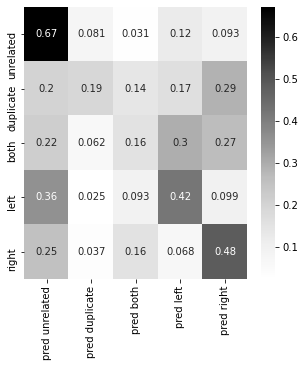 unrelated 0.67 0.081 0.031 0.12 0.093
duplicate 0.2 0.19 0.14 0.17 0.29
both 0.22 0.062 0.16 0.3 0.27
left 0.36 0.025 0.093 0.42 0.099
right 0.25 0.037 0.16 0.068 0.48
pred unrelated
pred duplicate
pred both
pred left
pred right
0.6
0.5
0.4
0.3
0.2
0.1